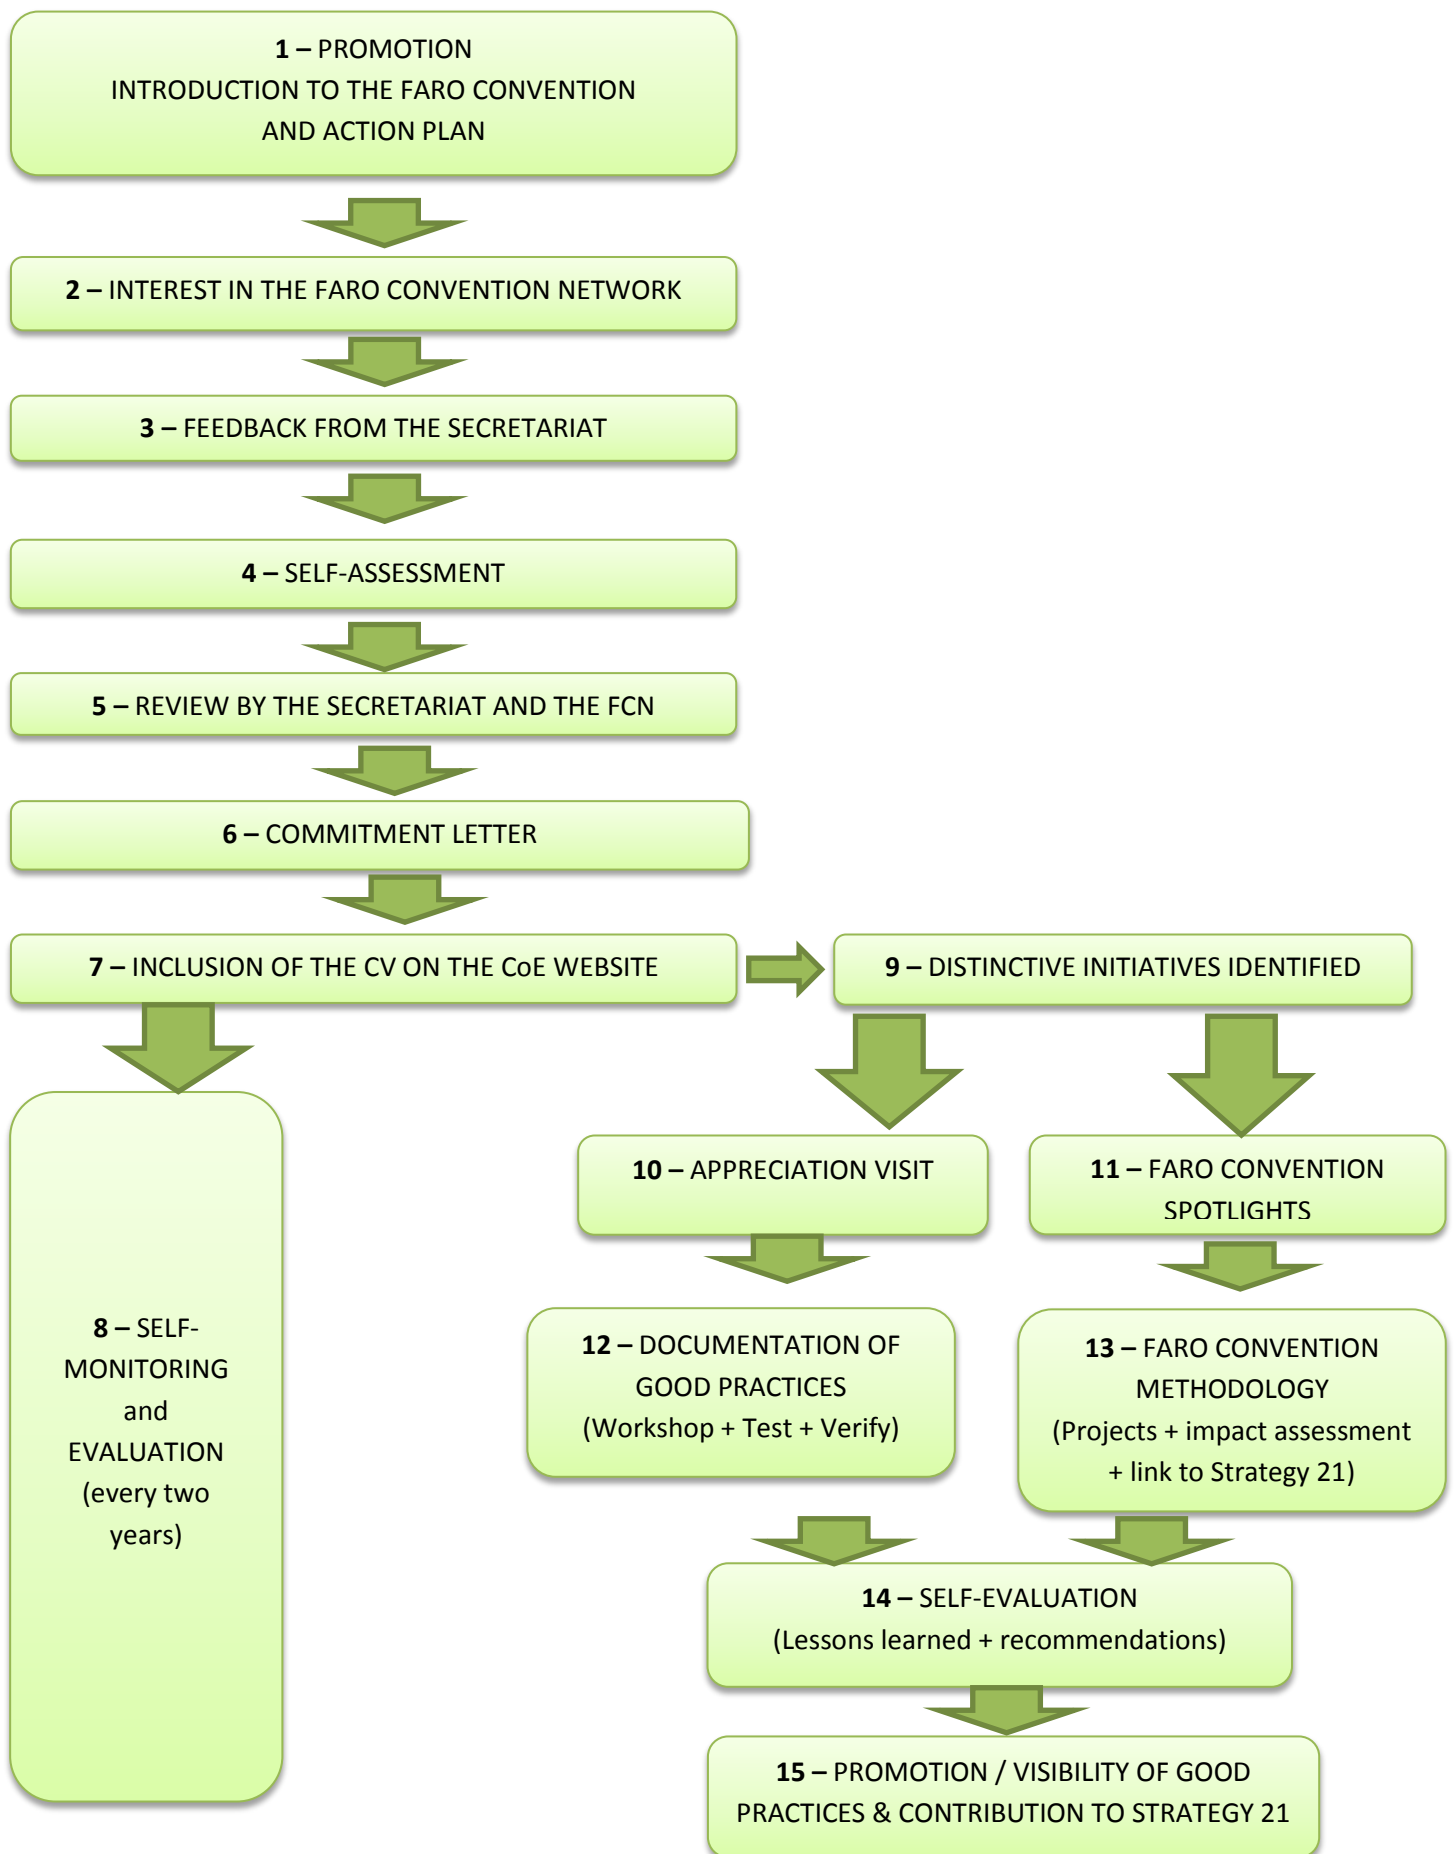 1 – PROMOTION
INTRODUCTION TO THE FARO CONVENTION
AND ACTION PLAN
2 – INTEREST IN THE FARO CONVENTION NETWORK
3 – FEEDBACK FROM THE SECRETARIAT
4 – SELF-ASSESSMENT
5 – REVIEW BY THE SECRETARIAT AND THE FCN
6 – COMMITMENT LETTER
7 – INCLUSION OF THE CV ON THE CoE WEBSITE
8 – SELF-
MONITORING
and
EVALUATION
(every two
years)
9 – DISTINCTIVE INITIATIVES IDENTIFIED
10 – APPRECIATION VISIT
11 – FARO CONVENTION
SPOTLIGHTS
12 – DOCUMENTATION OF
GOOD PRACTICES
(Workshop + Test + Verify)
13 – FARO CONVENTION
METHODOLOGY
(Projects + impact assessment
+ link to Strategy 21)
14 – SELF-EVALUATION
(Lessons learned + recommendations)
15 – PROMOTION / VISIBILITY OF GOOD
PRACTICES & CONTRIBUTION TO STRATEGY 21